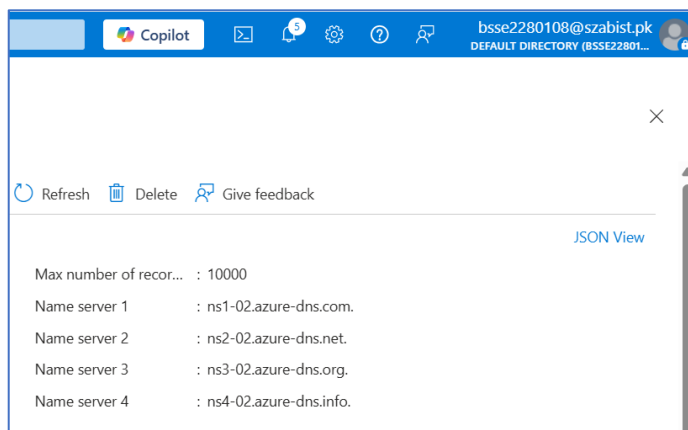 Copilot
5
bsse2280108@szabist.pk
DEFAULT DIRECTORY (BSSE22801...
Refresh Delete Give feedback
JSON View
Max number of recor... : 10000
Name server 1 : ns1-02.azure-dns.com.
Name server 2 : ns2-02.azure-dns.net.
Name server 3 : ns3-02.azure-dns.org.
Name server 4 : ns4-02.azure-dns.info.